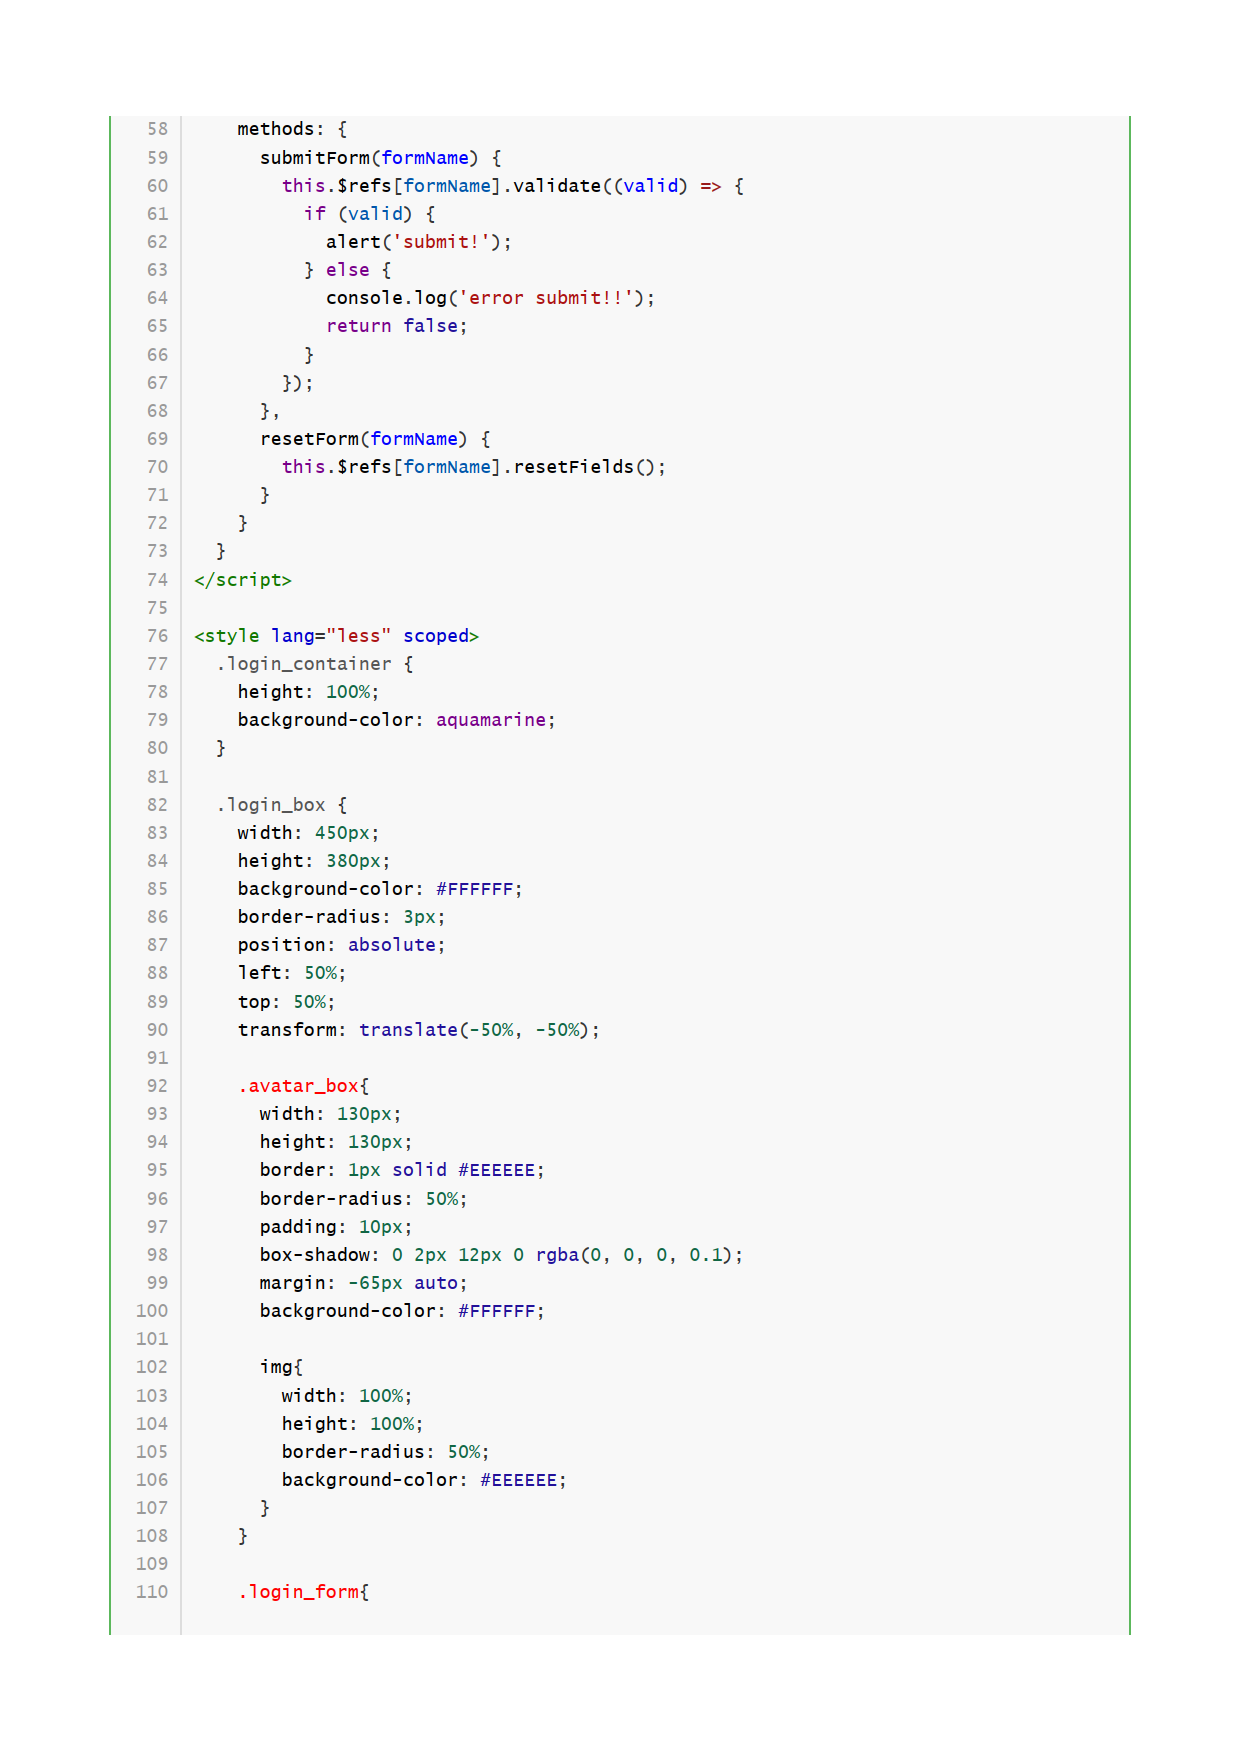 58 methods: {
59 submitForm(formName) {
60 this.$refs[formName].validate((valid) => {
61 if (valid) {
62 alert('submit!');
63 } else {
64 console.log('error submit!!');
65 return false;
66 }
67 });
68 },
69 resetForm(formName) {
70 this.$refs[formName].resetFields();
71 }
72 }
73 }
74 </script>
75
76 <style lang="less" scoped>
77 .login_container {
78 height: 100%;
79 background-color: aquamarine;
80 }
81
82 .login_box {
83 width: 450px;
84 height: 380px;
85 background-color: #FFFFFF;
86 border-radius: 3px;
87 position: absolute;
88 left: 50%;
89 top: 50%;
90 transform: translate(-50%, -50%);
91
92 .avatar_box{
93 width: 130px;
94 height: 130px;
95 border: 1px solid #EEEEEE;
96 border-radius: 50%;
97 padding: 10px;
98 box-shadow: 0 2px 12px 0 rgba(0, 0, 0, 0.1);
99 margin: -65px auto;
100 background-color: #FFFFFF;
101
102 img{
103 width: 100%;
104 height: 100%;
105 border-radius: 50%;
106 background-color: #EEEEEE;
107 }
108 }
109
110 .login_form{